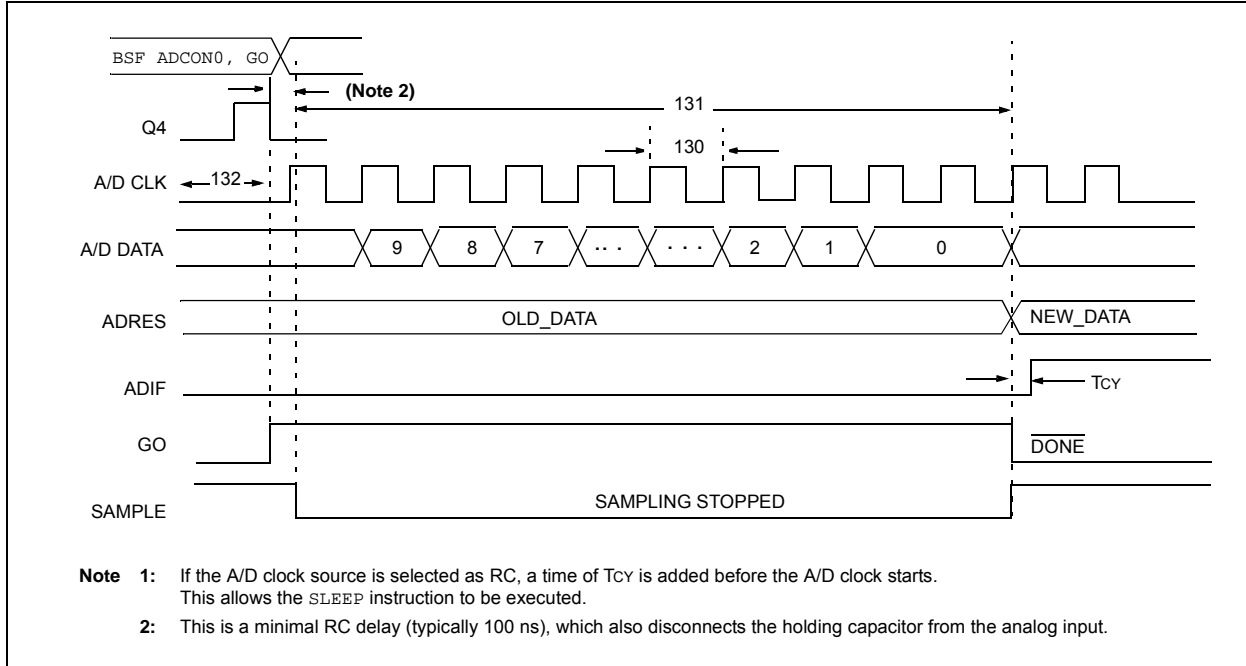 BSF ADCON0, GO
(Note 2)
131
Q4
130
A/D CLK
132
A/D DATA
9 8 7 . . . . . . 2 1 0
ADRES
OLD_DATA
NEW_DATA
ADIF
TCY
GO
DONE
SAMPLE
SAMPLING STOPPED
Note 1: If the A/D clock source is selected as RC, a time of TCY is added before the A/D clock starts.
This allows the SLEEP instruction to be executed.
2: This is a minimal RC delay (typically 100 ns), which also disconnects the holding capacitor from the analog input.